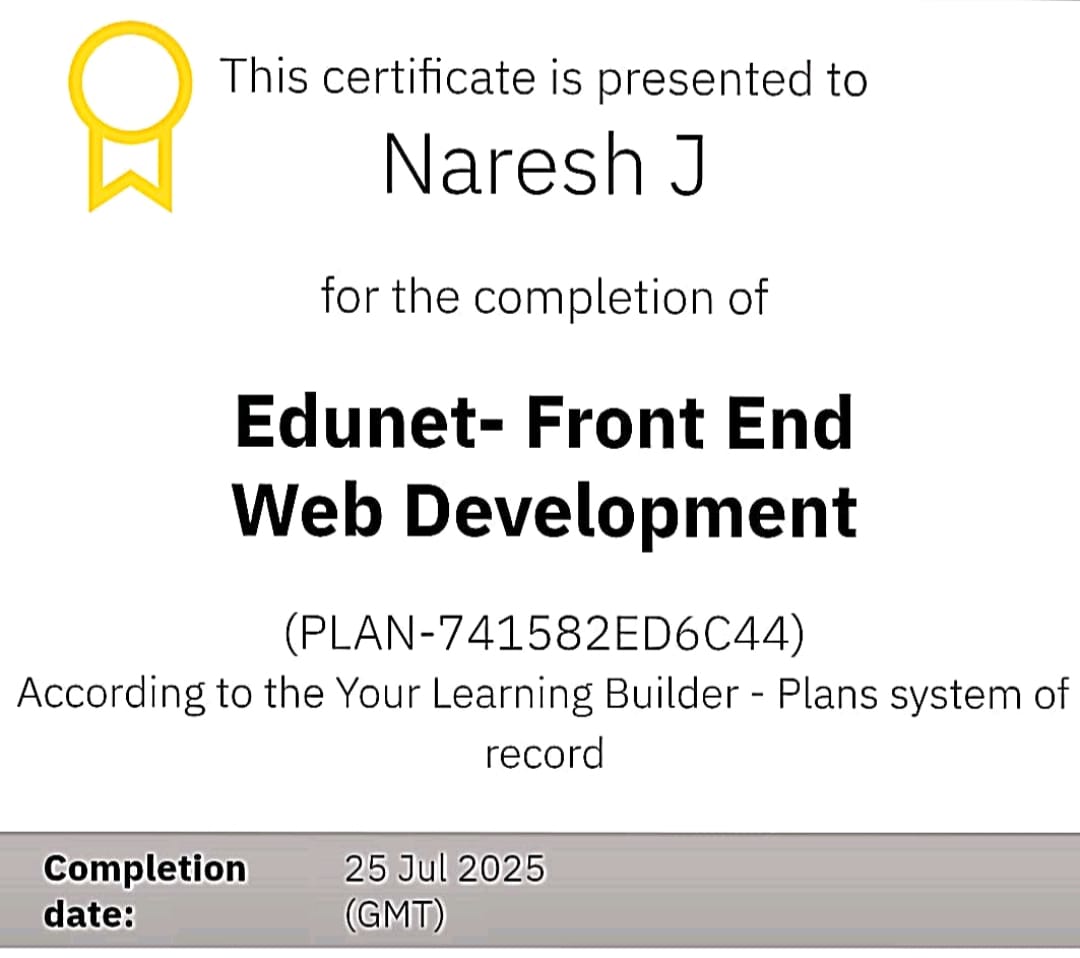 This certificate is presented to
Naresh J
for the completion of
Edunet- Front End
Web Development
(PLAN-741582ED6C44)
According to the Your Learning Builder - Plans system of
record
Completion date:
25 Jul 2025 (GMT)